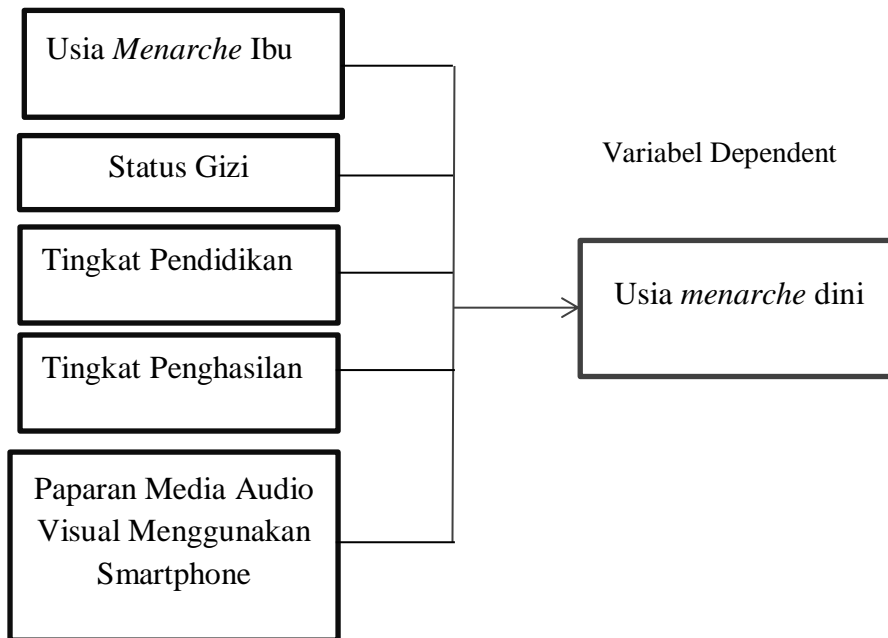 Usia Menarche Ibu
Status Gizi
Tingkat Pendidikan
Tingkat Penghasilan
Paparan Media Audio
Visual Menggunakan
Smartphone
Variabel Dependent
Usia menarche dini